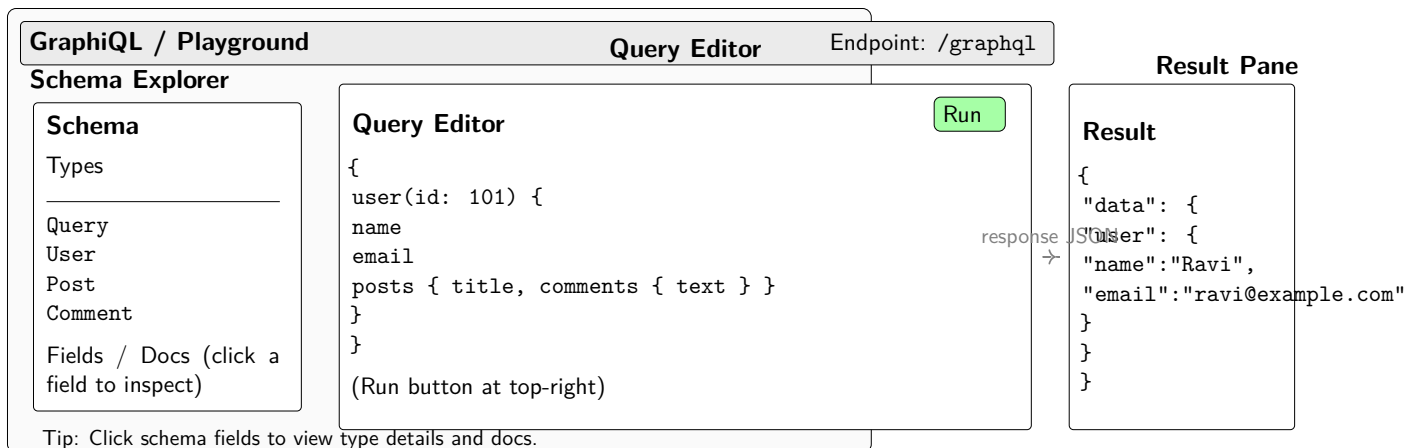 GraphiQL / Playground
Query Editor
Endpoint: /graphql
Schema Explorer
Result Pane
Schema
Types
Query
User
Post
Comment
Fields / Docs (click a
field to inspect)
Query Editor
Run
{
user(id: 101) {
name
email
posts { title, comments { text } }
}
}
(Run button at top-right)
response JSON
Result
{
"data": {
"user": {
"name":"Ravi",
"email":"ravi@example.com"
}
}
}
Tip: Click schema fields to view type details and docs.